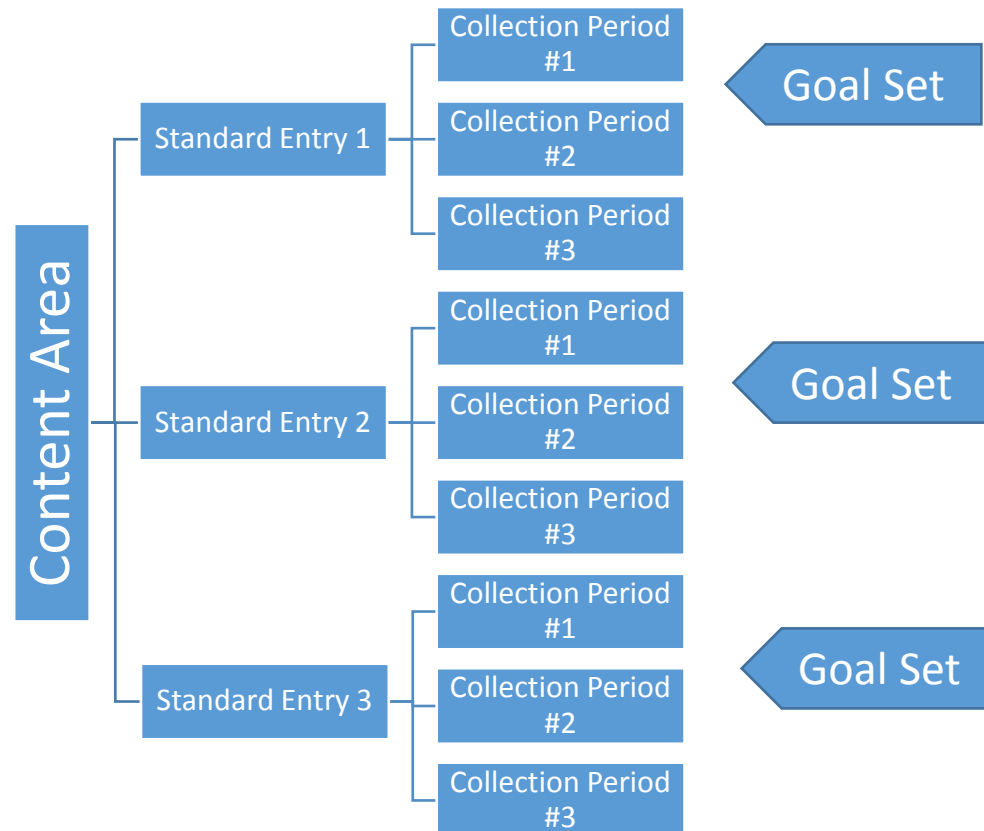 Content Area
Standard Entry 1
Collection Period
#1
Collection Period
#2
Collection Period
#3
Goal Set
Standard Entry 2
Collection Period
#1
Collection Period
#2
Collection Period
#3
Goal Set
Standard Entry 3
Collection Period
#1
Collection Period
#2
Collection Period
#3
Goal Set